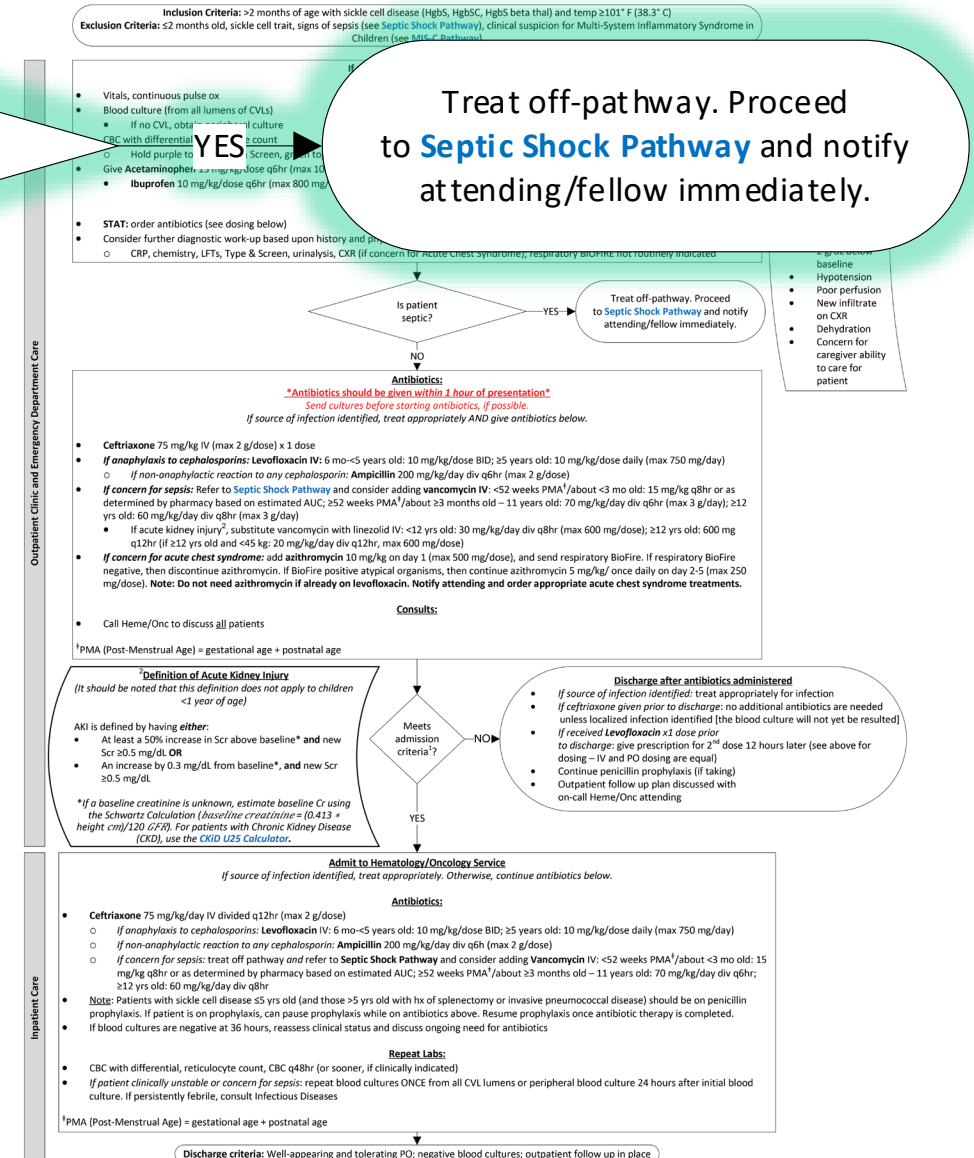 Inclusion Criteria: >2 months of age with sickle cell disease (HgbS, HgbSC, HgbS beta thal) and temp ≥101° F (38.3° C)
Exclusion Criteria: ≤2 months old, sickle cell trait, signs of sepsis (see Septic Shock Pathway), clinical suspicion for Multi-System Inflammatory Syndrome in
Children (see MIS-C Pathway)
Treat off-pathway. Proceed
to Septic Shock Pathway and notify
attending/fellow immediately.
YES
If
• Vitals, continuous pulse ox
• Blood culture (from all lumens of CVLs)
• If no CVL, obtain peripheral culture
CBC with differential count
○ Hold purple Screen,
• Give Acetaminophen 15 mg/kg/dose q6hr (max 10
• Ibuprofen 10 mg/kg/dose q6hr (max 800 mg/
• STAT: order antibiotics (see dosing below)
• Consider further diagnostic work-up based upon history and
○ CRP, chemistry, LFTs, Type & Screen, urinalysis, CXR (if concern for Acute Chest Syndrome); respiratory BIOFIRE not routinely indicated
2 g/dL below
baseline
• Hypotension
• Poor perfusion
• New infiltrate
on CXR
• Dehydration
• Concern for
caregiver ability
to care for
patient
Is patient
septic?
YES
Treat off-pathway. Proceed
to Septic Shock Pathway and notify
attending/fellow immediately.
NO
Outpatient Clinic and Emergency Department Care
Antibiotics:
*Antibiotics should be given within 1 hour of presentation*
Send cultures before starting antibiotics, if possible.
If source of infection identified, treat appropriately AND give antibiotics below.
• Ceftriaxone 75 mg/kg IV (max 2 g/dose) x 1 dose
• If anaphylaxis to cephalosporins: Levofloxacin IV: 6 mo-<5 years old: 10 mg/kg/dose BID; ≥5 years old: 10 mg/kg/dose daily (max 750 mg/day)
○ If non-anaphylactic reaction to any cephalosporin: Ampicillin 200 mg/kg/day div q6hr (max 2 g/dose)
• If concern for sepsis: Refer to Septic Shock Pathway and consider adding vancomycin IV: <52 weeks PMA‡/about <3 mo old: 15 mg/kg q8hr or as
determined by pharmacy based on estimated AUC; ≥52 weeks PMA‡/about ≥3 months old – 11 years old: 70 mg/kg/day div q6hr (max 3 g/day); ≥12
yrs old: 60 mg/kg/day div q8hr (max 3 g/day)
• If acute kidney injury², substitute vancomycin with linezolid IV: <12 yrs old: 30 mg/kg/day div q8hr (max 600 mg/dose); ≥12 yrs old: 600 mg
q12hr (if ≥12 yrs old and <45 kg: 20 mg/kg/day div q12hr, max 600 mg/dose)
• If concern for acute chest syndrome: add azithromycin 10 mg/kg on day 1 (max 500 mg/dose), and send respiratory BioFire. If respiratory BioFire
negative, then discontinue azithromycin. If BioFire positive atypical organisms, then continue azithromycin 5 mg/kg/ once daily on day 2-5 (max 250
mg/dose). Note: Do not need azithromycin if already on levofloxacin. Notify attending and order appropriate acute chest syndrome treatments.
Consults:
• Call Heme/Onc to discuss all patients
‡PMA (Post-Menstrual Age) = gestational age + postnatal age
²Definition of Acute Kidney Injury
(It should be noted that this definition does not apply to children
<1 year of age)
AKI is defined by having either:
• At least a 50% increase in Scr above baseline* and new
Scr ≥0.5 mg/dL OR
• An increase by 0.3 mg/dL from baseline*, and new Scr
≥0.5 mg/dL
*If a baseline creatinine is unknown, estimate baseline Cr using
the Schwartz Calculation (baseline creatinine = (0.413 *
height cm)/120 GFR). For patients with Chronic Kidney Disease
(CKD), use the CKiD U25 Calculator.
Meets
admission
criteria¹?
NO
YES
Discharge after antibiotics administered
• If source of infection identified: treat appropriately for infection
• If ceftriaxone given prior to discharge: no additional antibiotics are needed
unless localized infection identified [the blood culture will not yet be resulted]
• If received Levofloxacin x1 dose prior
to discharge: give prescription for 2nd dose 12 hours later (see above for
dosing – IV and PO dosing are equal)
• Continue penicillin prophylaxis (if taking)
• Outpatient follow up plan discussed with
on-call Heme/Onc attending
Inpatient Care
Admit to Hematology/Oncology Service
If source of infection identified, treat appropriately. Otherwise, continue antibiotics below.
Antibiotics:
• Ceftriaxone 75 mg/kg/day IV divided q12hr (max 2 g/dose)
○ If anaphylaxis to cephalosporins: Levofloxacin IV: 6 mo-<5 years old: 10 mg/kg/dose BID; ≥5 years old: 10 mg/kg/dose daily (max 750 mg/day)
○ If non-anaphylactic reaction to any cephalosporin: Ampicillin 200 mg/kg/day div q6h (max 2 g/dose)
○ If concern for sepsis: treat off pathway and refer to Septic Shock Pathway and consider adding Vancomycin IV: <52 weeks PMA‡/about <3 mo old: 15
mg/kg q8hr or as determined by pharmacy based on estimated AUC; ≥52 weeks PMA‡/about ≥3 months old – 11 years old: 70 mg/kg/day div q6hr;
≥12 yrs old: 60 mg/kg/day div q8hr
• Note: Patients with sickle cell disease ≤5 yrs old (and those >5 yrs old with hx of splenectomy or invasive pneumococcal disease) should be on penicillin
prophylaxis. If patient is on prophylaxis, can pause prophylaxis while on antibiotics above. Resume prophylaxis once antibiotic therapy is completed.
• If blood cultures are negative at 36 hours, reassess clinical status and discuss ongoing need for antibiotics
Repeat Labs:
• CBC with differential, reticulocyte count, CBC q48hr (or sooner, if clinically indicated)
• If patient clinically unstable or concern for sepsis: repeat blood cultures ONCE from all CVL lumens or peripheral blood culture 24 hours after initial blood
culture. If persistently febrile, consult Infectious Diseases
‡PMA (Post-Menstrual Age) = gestational age + postnatal age
Discharge criteria: Well-appearing and tolerating PO; negative blood cultures; outpatient follow up in place